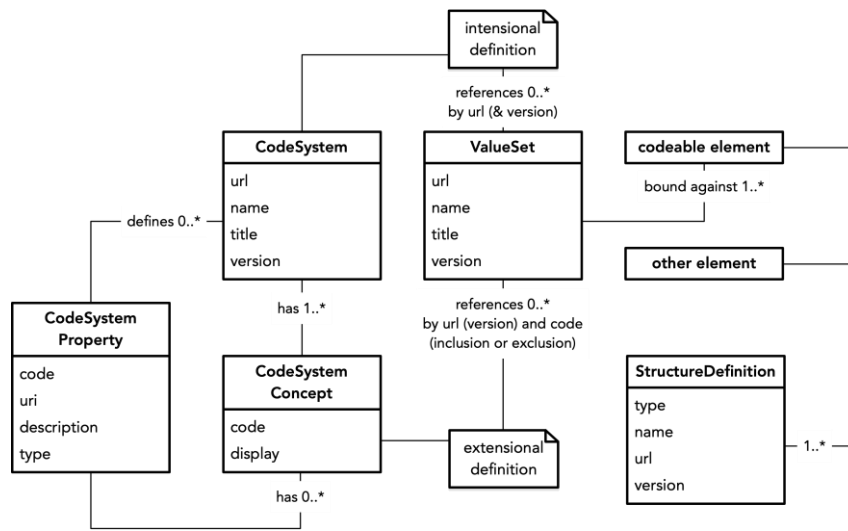 intensional
definition
references 0..*
by url (& version)
CodeSystem
url
name
title
version
ValueSet
url
name
title
version
codeable element
bound against 1..*
defines 0..*
other element
has 1..*
references 0..*
by url (version) and code
(inclusion or exclusion)
CodeSystem
Property
code
uri
description
type
CodeSystem
Concept
code
display
StructureDefinition
type
name
url
version
1..*
extensional
definition
has 0..*